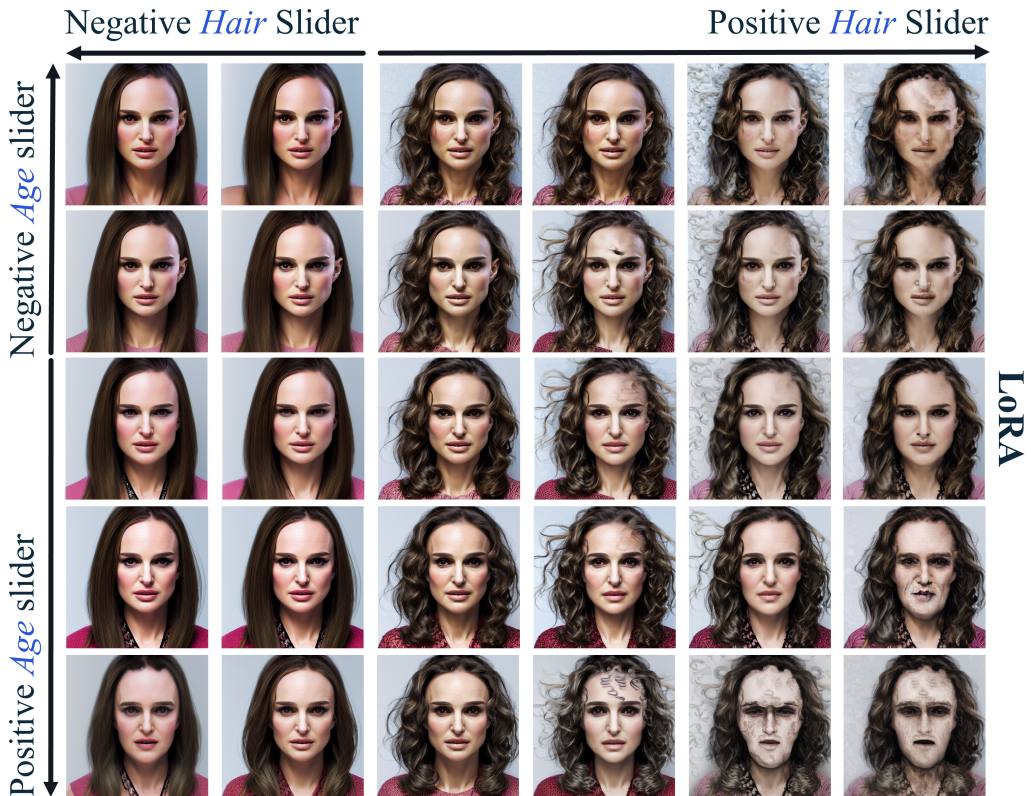 Negative Hair Slider
Positive Hair Slider
Negative Age slider
Positive Age slider
LoRA